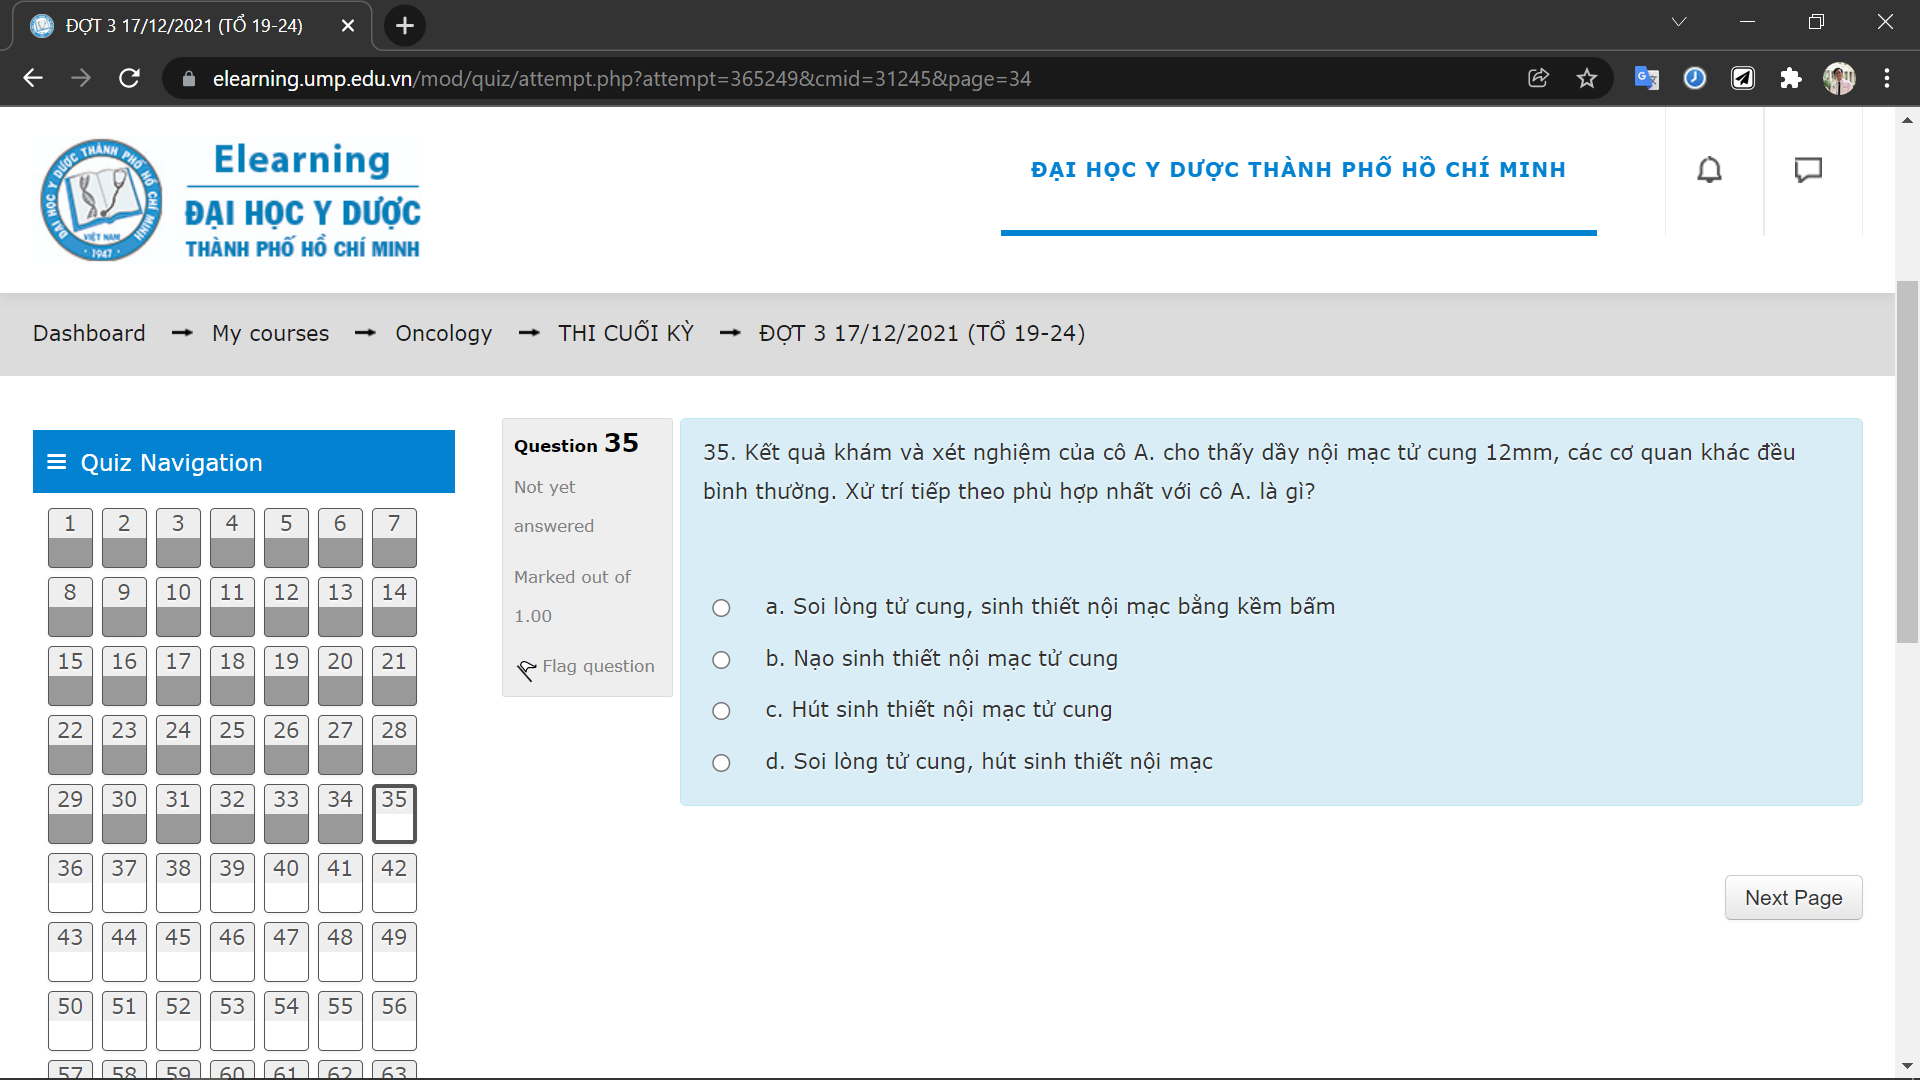 ĐỢT 3 17/12/2021 (TỔ 19-24)
elearning.ump.edu.vn/mod/quiz/attempt.php?attempt=365249&cmid=31245&page=34
ĐẠI HỌC Y DƯỢC THÀNH PHỐ HỒ CHÍ MINH
VIỆT NAM
1947
Elearning
ĐẠI HỌC Y DƯỢC
THÀNH PHỐ HỒ CHÍ MINH
ĐẠI HỌC Y DƯỢC THÀNH PHỐ HỒ CHÍ MINH
Dashboard → My courses → Oncology → THI CUỐI KỲ → ĐỢT 3 17/12/2021 (TỔ 19-24)
Quiz Navigation
1 2 3 4 5 6 7
8 9 10 11 12 13 14
15 16 17 18 19 20 21
22 23 24 25 26 27 28
29 30 31 32 33 34 35
36 37 38 39 40 41 42
43 44 45 46 47 48 49
50 51 52 53 54 55 56
57 58 59 60 61 62 63
Question 35
Not yet
answered
Marked out of
1.00
Flag question
35. Kết quả khám và xét nghiệm của cô A. cho thấy dầy nội mạc tử cung 12mm, các cơ quan khác đều
bình thường. Xử trí tiếp theo phù hợp nhất với cô A. là gì?
a. Soi lòng tử cung, sinh thiết nội mạc bằng kềm bấm
b. Nạo sinh thiết nội mạc tử cung
c. Hút sinh thiết nội mạc tử cung
d. Soi lòng tử cung, hút sinh thiết nội mạc
Next Page